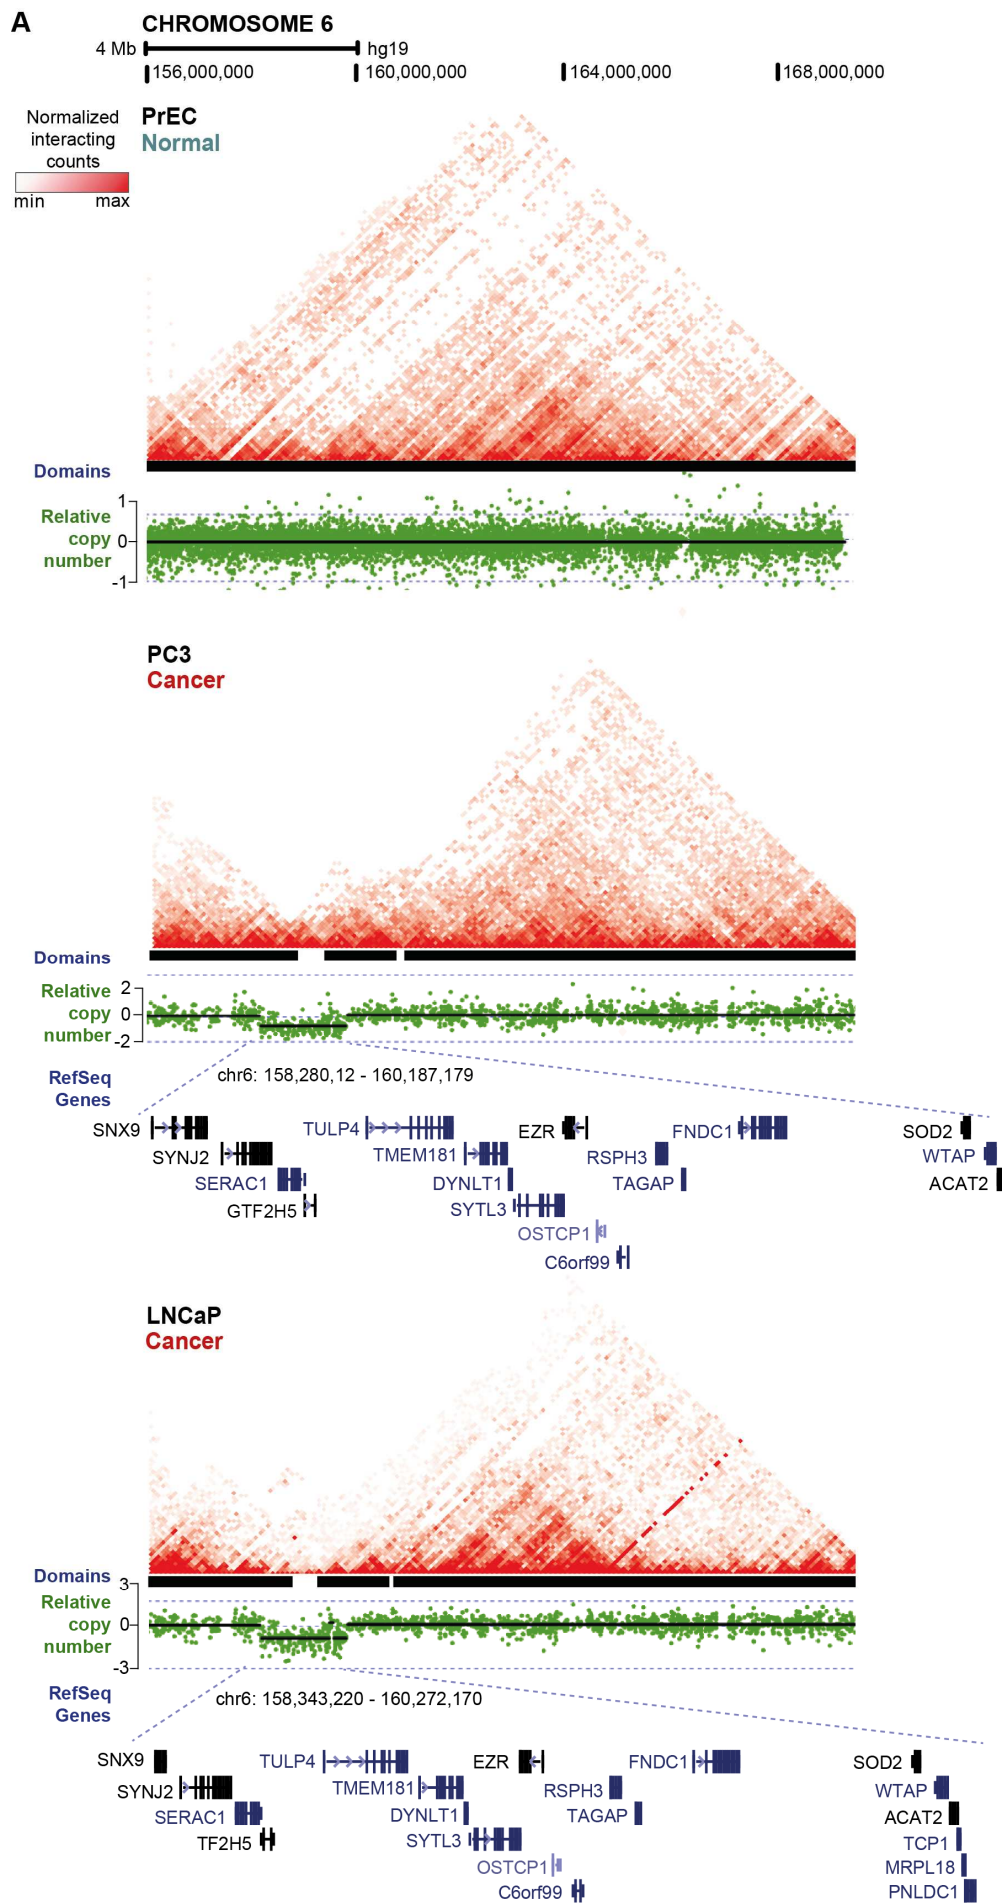 A
CHROMOSOME 6
4 Mb hg19
156,000,000 160,000,000 164,000,000 168,000,000
Normalized
interacting
counts
min max
PrEC
Normal
Domains
Relative
copy
number
1
0
-1
PC3
Cancer
Domains
Relative
copy
number
2
0
-2
RefSeq
Genes
chr6: 158,280,12 - 160,187,179
SNX9 TULP4 EZR FNDC1 SOD2
SYNJ2 TMEM181 RSPH3 WTAP
SERAC1 DYNLT1 TAGAP ACAT2
GTF2H5 SYTL3
OSTCP1
C6orf99
LNCaP
Cancer
Domains
Relative
copy
number
3
0
-3
RefSeq
Genes
chr6: 158,343,220 - 160,272,170
SNX9 TULP4 EZR FNDC1 SOD2
SYNJ2 TMEM181 RSPH3 WTAP
SERAC1 DYNLT1 TAGAP ACAT2
TF2H5 SYTL3 TCP1
OSTCP1 MRPL18
C6orf99 PNLDC1